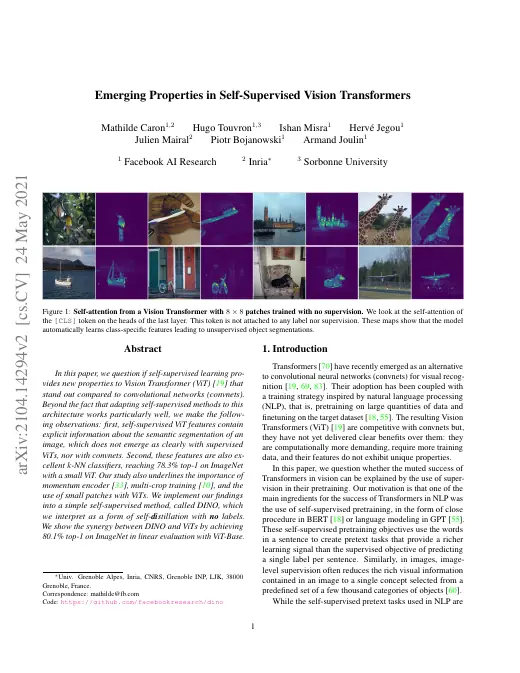 Emerging Properties in Self-Supervised Vision Transformers
Mathilde Caron1,2 Hugo Touvron1,3 Ishan Misra1 Hervé Jegou1
Julien Mairal2 Piotr Bojanowski1 Armand Joulin1
1 Facebook AI Research 2 Inria* 3 Sorbonne University
arXiv:2104.14294v2 [cs.CV] 24 May 2021
Figure 1: Self-attention from a Vision Transformer with 8 × 8 patches trained with no supervision. We look at the self-attention of
the [CLS] token on the heads of the last layer. This token is not attached to any label nor supervision. These maps show that the model
automatically learns class-specific features leading to unsupervised object segmentations.
Abstract
In this paper, we question if self-supervised learning pro-
vides new properties to Vision Transformer (ViT) [19] that
stand out compared to convolutional networks (convnets).
Beyond the fact that adapting self-supervised methods to this
architecture works particularly well, we make the follow-
ing observations: first, self-supervised ViT features contain
explicit information about the semantic segmentation of an
image, which does not emerge as clearly with supervised
ViTs, nor with convnets. Second, these features are also ex-
cellent k-NN classifiers, reaching 78.3% top-1 on ImageNet
with a small ViT. Our study also underlines the importance of
momentum encoder [33], multi-crop training [10], and the
use of small patches with ViTs. We implement our findings
into a simple self-supervised method, called DINO, which
we interpret as a form of self-distillation with no labels.
We show the synergy between DINO and ViTs by achieving
80.1% top-1 on ImageNet in linear evaluation with ViT-Base.
*Univ. Grenoble Alpes, Inria, CNRS, Grenoble INP, LJK, 38000
Grenoble, France.
Correspondence: mathilde@fb.com
Code: https://github.com/facebookresearch/dino
1. Introduction
Transformers [70] have recently emerged as an alternative
to convolutional neural networks (convnets) for visual recog-
nition [19, 69, 83]. Their adoption has been coupled with
a training strategy inspired by natural language processing
(NLP), that is, pretraining on large quantities of data and
finetuning on the target dataset [18, 55]. The resulting Vision
Transformers (ViT) [19] are competitive with convnets but,
they have not yet delivered clear benefits over them: they
are computationally more demanding, require more training
data, and their features do not exhibit unique properties.
In this paper, we question whether the muted success of
Transformers in vision can be explained by the use of super-
vision in their pretraining. Our motivation is that one of the
main ingredients for the success of Transformers in NLP was
the use of self-supervised pretraining, in the form of close
procedure in BERT [18] or language modeling in GPT [55].
These self-supervised pretraining objectives use the words
in a sentence to create pretext tasks that provide a richer
learning signal than the supervised objective of predicting
a single label per sentence. Similarly, in images, image-
level supervision often reduces the rich visual information
contained in an image to a single concept selected from a
predefined set of a few thousand categories of objects [60].
While the self-supervised pretext tasks used in NLP are
1